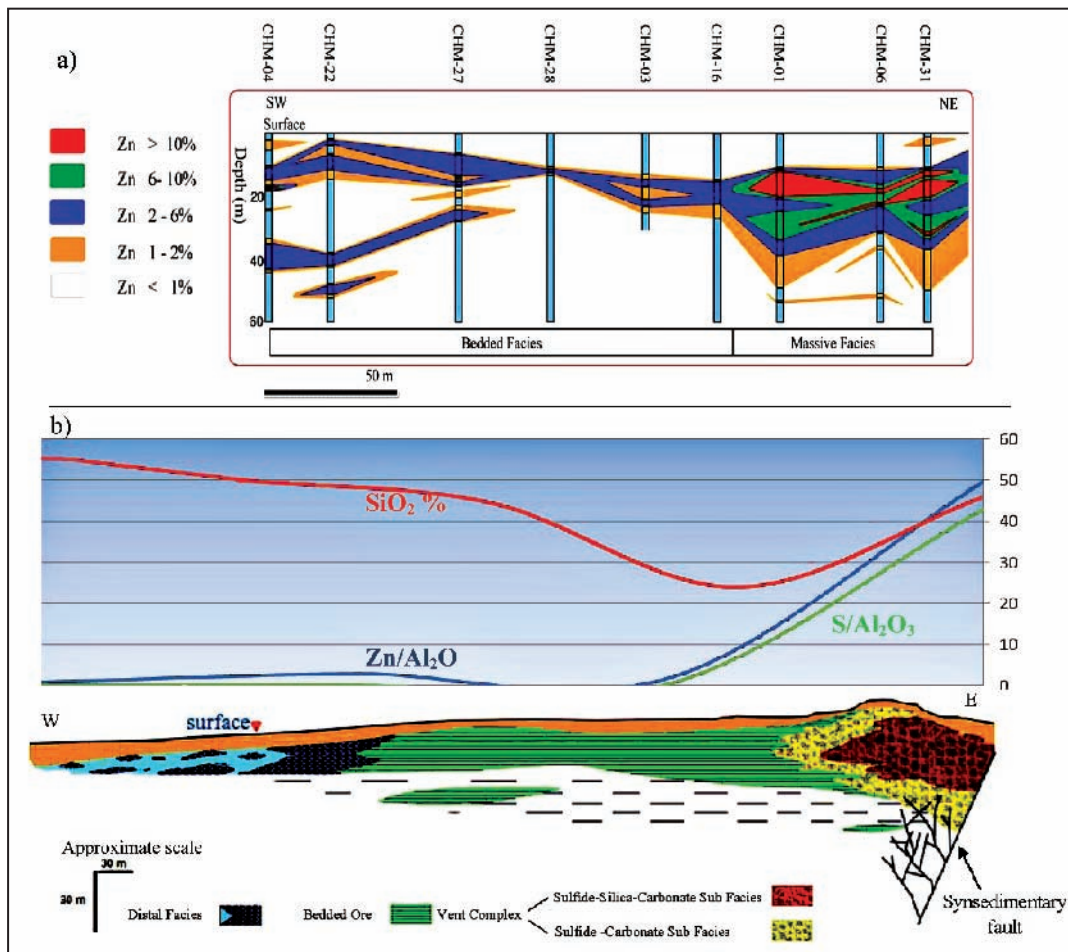 a)
CHM-04
CHM-22
CHM-27
CHM-28
CHM-03
CHM-16
CHM-01
CHM-06
CHM-31
SW
NE
Surface
Zn > 10%
Zn 6-10%
Zn 2-6%
Zn 1-2%
Zn < 1%
Depth (m)
20
40
60
Bedded Facies
Massive Facies
50 m
b)
60
50
40
30
20
10
0
SiO₂ %
Zn/Al₂O
S/Al₂O₃
W
E
surface
Approximate scale
30 m
30 m
Distal Facies
Bedded Ore
Vent Complex
Sulfide-Silica-Carbonate Sub Facies
Sulfide -Carbonate Sub Facies
Synsedimentary
fault